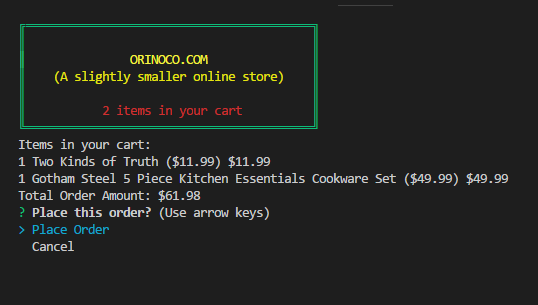 ORINOCO.COM
(A slightly smaller online store)
2 items in your cart
Items in your cart:
1 Two Kinds of Truth ($11.99) $11.99
1 Gotham Steel 5 Piece Kitchen Essentials Cookware Set ($49.99) $49.99
Total Order Amount: $61.98
? Place this order? (Use arrow keys)
> Place Order
Cancel